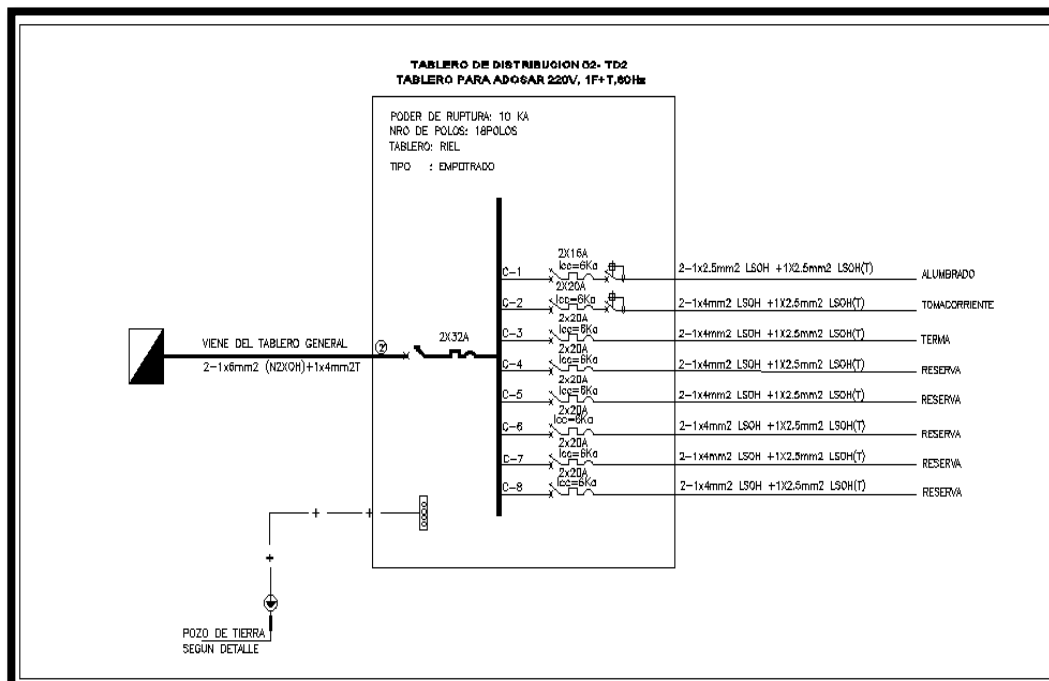 TABLERO DE DISTRIBUCION 02- TD2
TABLERO PARA ADOSAR 220V, 1F+T,60Hz
PODER DE RUPTURA: 10 KA
NRO DE POLOS: 18POLOS
TABLERO: RIEL
TIPO : EMPOTRADO
VIENE DEL TABLERO GENERAL
2-1x6mm2 (N2XOH)+1x4mm2T
2X32A
C-1
2X16A
Icc=6Ka
2-1x2.5mm2 LSOH +1X2.5mm2 LSOH(T)
ALUMBRADO
C-2
2X20A
Icc=6Ka
2-1x4mm2 LSOH +1X2.5mm2 LSOH(T)
TOMACORRIENTE
C-3
2x20A
Icc=6Ka
2-1x4mm2 LSOH +1X2.5mm2 LSOH(T)
TERMA
C-4
2x20A
Icc=6Ka
2-1x4mm2 LSOH +1X2.5mm2 LSOH(T)
RESERVA
C-5
2x20A
Icc=6Ka
2-1x4mm2 LSOH +1X2.5mm2 LSOH(T)
RESERVA
C-6
2x20A
Icc=6Ka
2-1x4mm2 LSOH +1X2.5mm2 LSOH(T)
RESERVA
C-7
2x20A
Icc=6Ka
2-1x4mm2 LSOH +1X2.5mm2 LSOH(T)
RESERVA
C-8
2x20A
Icc=6Ka
2-1x4mm2 LSOH +1X2.5mm2 LSOH(T)
RESERVA
POZO DE TIERRA
SEGUN DETALLE